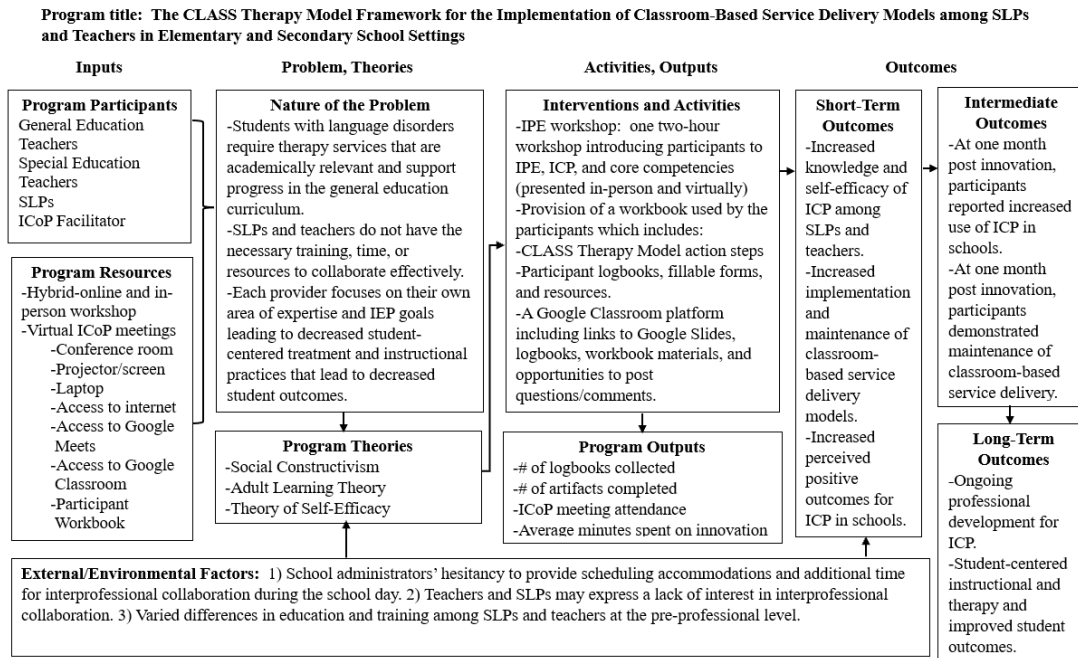 Program title: The CLASS Therapy Model Framework for the Implementation of Classroom-Based Service Delivery Models among SLPs
and Teachers in Elementary and Secondary School Settings
Inputs
Problem, Theories
Activities, Outputs
Outcomes
Program Participants
General Education
Teachers
Special Education
Teachers
SLPs
ICoP Facilitator
Program Resources
-Hybrid-online and in-
person workshop
-Virtual ICoP meetings
-Conference room
-Projector/screen
-Laptop
-Access to internet
-Access to Google
Meets
-Access to Google
Classroom
-Participant
Workbook
Nature of the Problem
-Students with language disorders
require therapy services that are
academically relevant and support
progress in the general education
curriculum.
-SLPs and teachers do not have the
necessary training, time, or
resources to collaborate effectively.
-Each provider focuses on their own
area of expertise and IEP goals
leading to decreased student-
centered treatment and instructional
practices that lead to decreased
student outcomes.
Program Theories
-Social Constructivism
-Adult Learning Theory
-Theory of Self-Efficacy
Interventions and Activities
-IPE workshop: one two-hour
workshop introducing participants to
IPE, ICP, and core competencies
(presented in-person and virtually)
-Provision of a workbook used by the
participants which includes:
-CLASS Therapy Model action steps
-Participant logbooks, fillable forms,
and resources.
-A Google Classroom platform
including links to Google Slides,
logbooks, workbook materials, and
opportunities to post
questions/comments.
Program Outputs
-# of logbooks collected
-# of artifacts completed
-ICoP meeting attendance
-Average minutes spent on innovation
Short-Term
Outcomes
-Increased
knowledge and
self-efficacy of
ICP among
SLPs and
teachers.
-Increased
implementation
and
maintenance of
classroom-
based service
delivery
models.
-Increased
perceived
positive
outcomes for
ICP in schools.
Intermediate
Outcomes
-At one month
post innovation,
participants
reported increased
use of ICP in
schools.
-At one month
post innovation,
participants
demonstrated
maintenance of
classroom-based
service delivery.
Long-Term
Outcomes
-Ongoing
professional
development for
ICP.
-Student-centered
instructional and
therapy and
improved student
outcomes.
External/Environmental Factors: 1) School administrators' hesitancy to provide scheduling accommodations and additional time
for interprofessional collaboration during the school day. 2) Teachers and SLPs may express a lack of interest in interprofessional
collaboration. 3) Varied differences in education and training among SLPs and teachers at the pre-professional level.